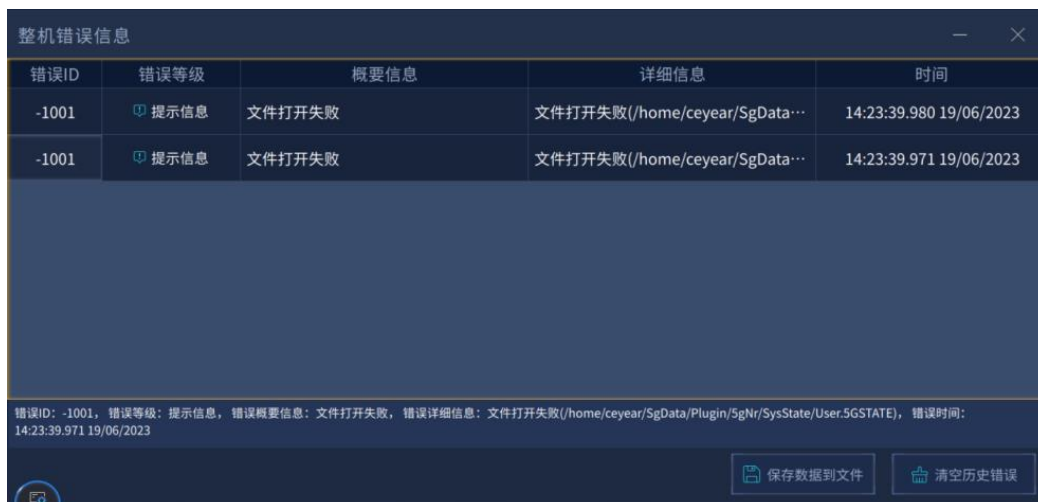 整机错误信息
错误ID 错误等级 概要信息 详细信息 时间
-1001 提示信息 文件打开失败 文件打开失败(/home/ceyear/SgData… 14:23:39.980 19/06/2023
-1001 提示信息 文件打开失败 文件打开失败(/home/ceyear/SgData… 14:23:39.971 19/06/2023
错误ID：-1001， 错误等级：提示信息， 错误概要信息：文件打开失败， 错误详细信息：文件打开失败(/home/ceyear/SgData/Plugin/5gNr/SysState/User.5GSTATE)， 错误时间：
14:23:39.971 19/06/2023
保存数据到文件 清空历史错误